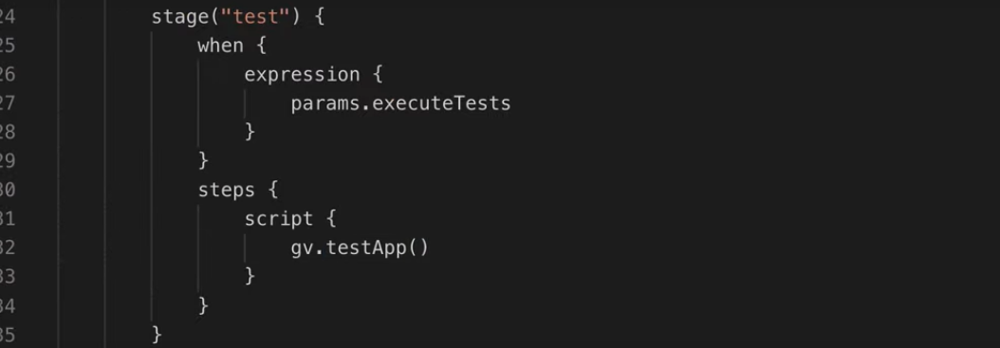 24 stage("test") {
25 when {
26 expression {
27 params.executeTests
28 }
29 }
30 steps {
31 script {
32 gv.testApp()
33 }
34 }
35 }